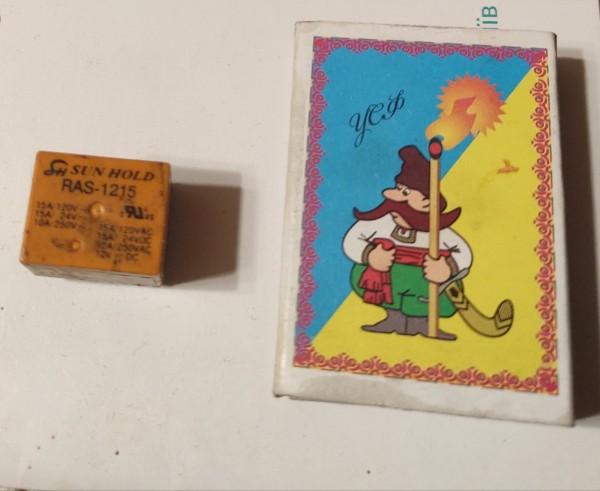 SUN HOLD
RAS-1215
15A/120V
15A/ 24V
10A/250V
15A/120VAC
15A/ 24VDC
10A/250VAC
12V DC
УСФ
ЇВ